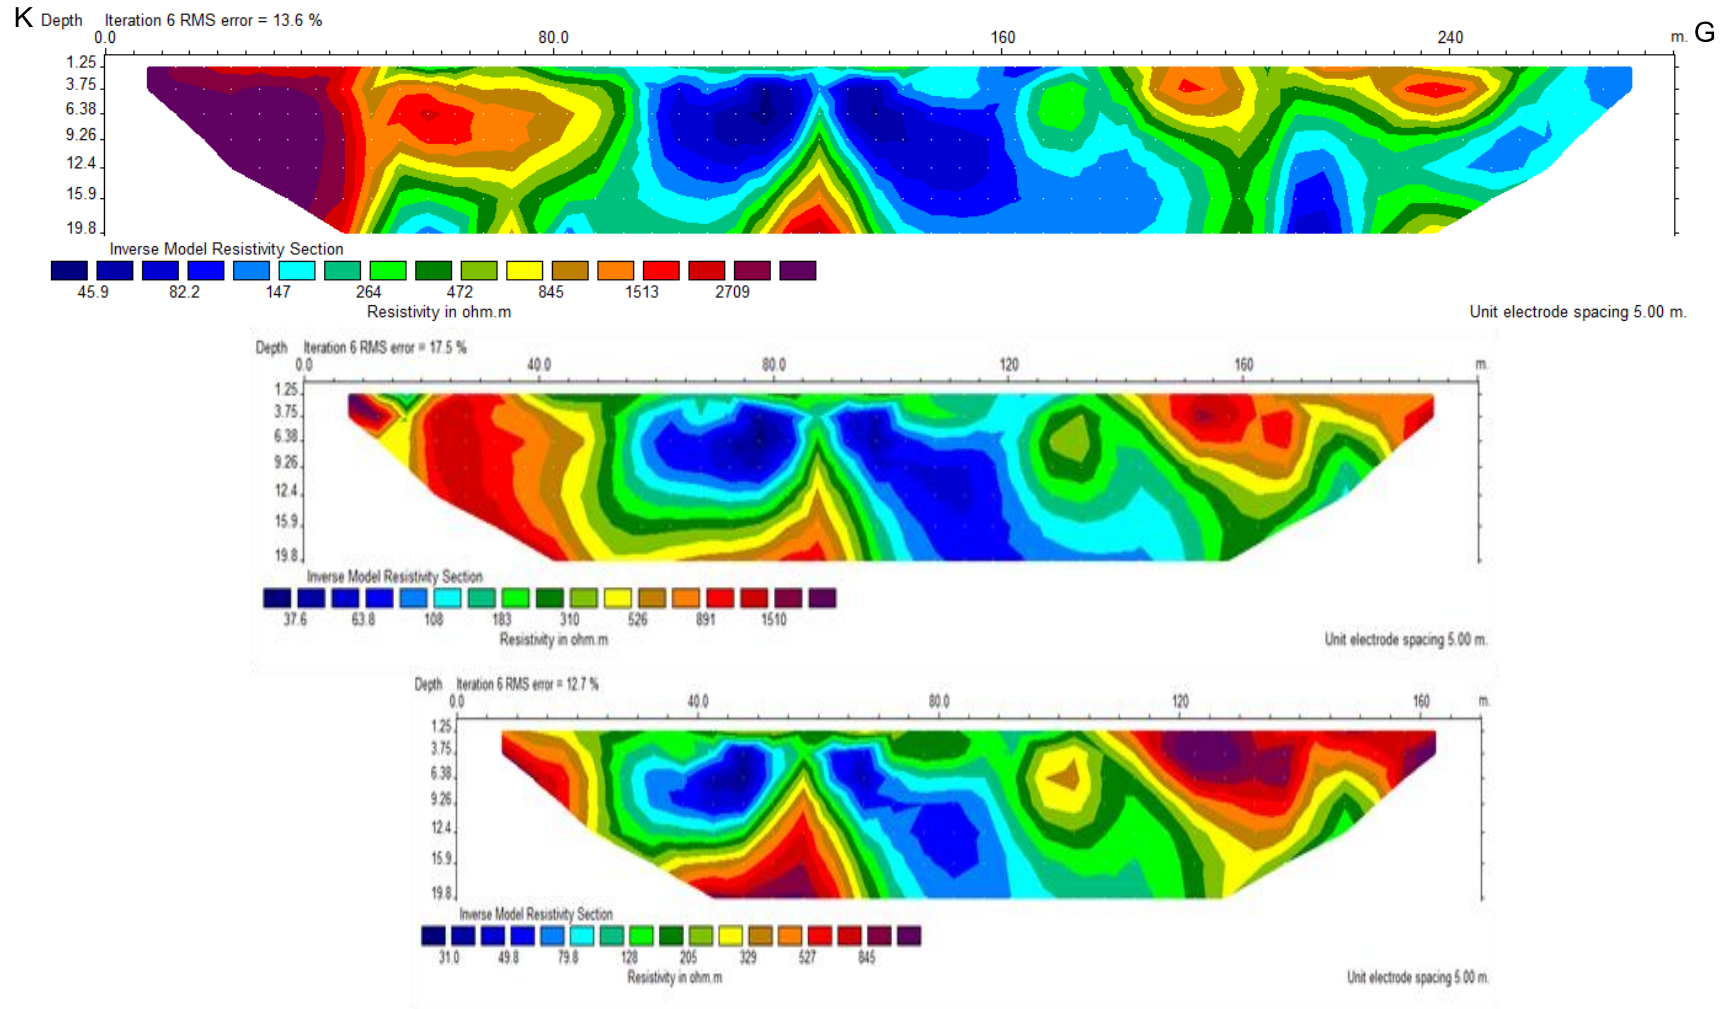 K Depth Iteration 6 RMS error = 13.6 %
0.0 80.0 160 240 m. G
1.25
3.75
6.38
9.26
12.4
15.9
19.8
Inverse Model Resistivity Section
45.9 82.2 147 264 472 845 1513 2709
Resistivity in ohm.m Unit electrode spacing 5.00 m.
Depth Iteration 6 RMS error = 17.5 %
0.0 40.0 80.0 120 160 m.
1.25
3.75
6.38
9.26
12.4
15.9
19.8
Inverse Model Resistivity Section
37.6 63.8 108 183 310 526 891 1510
Resistivity in ohm.m Unit electrode spacing 5.00 m.
Depth Iteration 6 RMS error = 12.7 %
0.0 40.0 80.0 120 160 m.
1.25
3.75
6.38
9.26
12.4
15.9
19.8
Inverse Model Resistivity Section
31.0 49.8 79.8 128 205 329 527 845
Resistivity in ohm.m Unit electrode spacing 5.00 m.